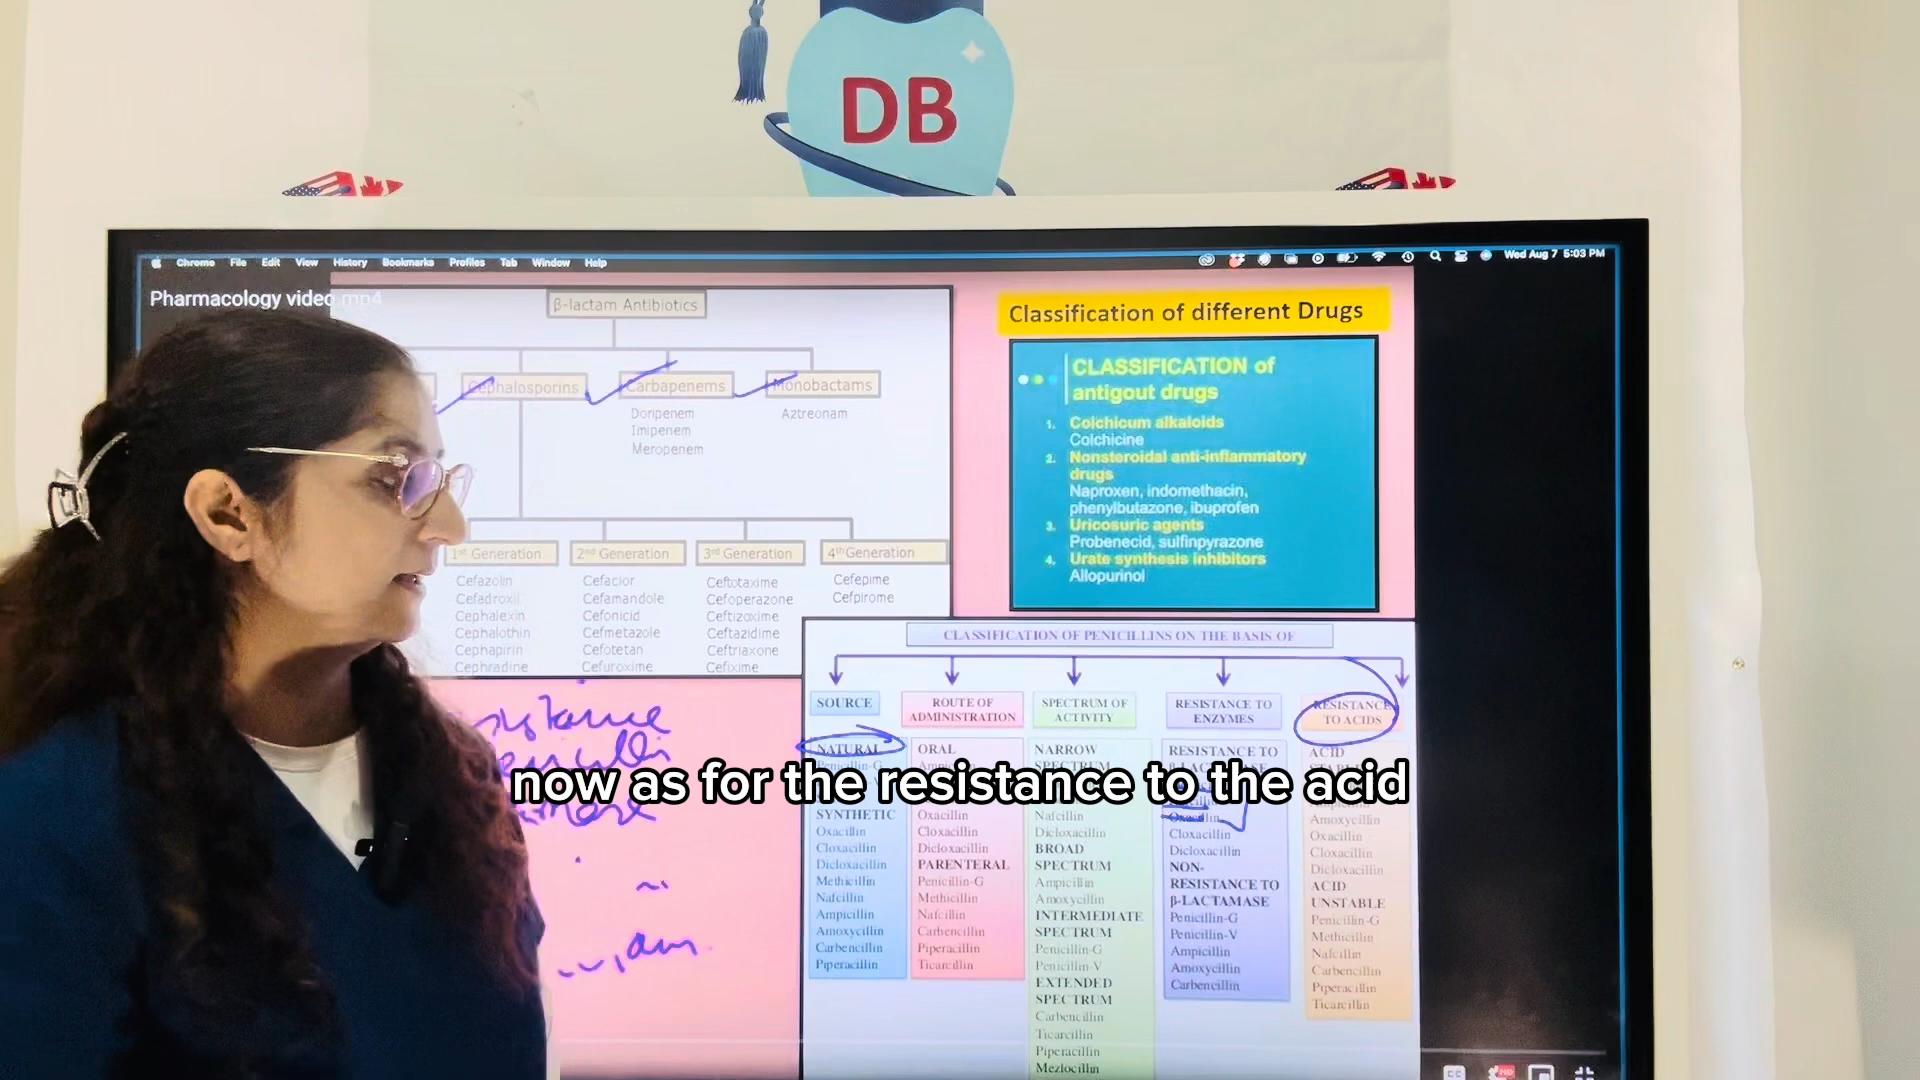 DB
Chrome File Edit View History Bookmarks Profiles Tab Window Help
Wed Aug 7 5:03 PM
Pharmacology video.mp4
β-lactam Antibiotics
Cephalosporins
Carbapenems
Monobactams
Doripenem
Imipenem
Meropenem
Aztreonam
1st Generation
Cefazolin
Cefadroxil
Cephalexin
Cephalothin
Cephapirin
Cephradine
2nd Generation
Cefaclor
Cefamandole
Cefonicid
Cefmetazole
Cefotetan
Cefuroxime
3rd Generation
Ceftotaxime
Cefoperazone
Ceftizoxime
Ceftazidime
Ceftriaxone
Cefixime
4th Generation
Cefepime
Cefpirome
Classification of different Drugs
CLASSIFICATION of
antigout drugs
1. Colchicum alkaloids
Colchicine
2. Nonsteroidal anti-inflammatory
drugs
Naproxen, indomethacin,
phenylbutazone, ibuprofen
3. Uricosuric agents
Probenecid, sulfinpyrazone
4. Urate synthesis inhibitors
Allopurinol
CLASSIFICATION OF PENICILLINS ON THE BASIS OF
SOURCE
NATURAL
Penicillin-G
SYNTHETIC
Oxacillin
Cloxacillin
Dicloxacillin
Methicillin
Nafcillin
Ampicillin
Amoxycillin
Carbencillin
Piperacillin
ROUTE OF
ADMINISTRATION
ORAL
Oxacillin
Cloxacillin
Dicloxacillin
PARENTERAL
Penicillin-G
Methicillin
Nafcillin
Carbencillin
Piperacillin
Ticarcillin
SPECTRUM OF
ACTIVITY
NARROW
SPECTRUM
Nafcillin
Dicloxacillin
BROAD
SPECTRUM
Ampicillin
Amoxycillin
INTERMEDIATE
SPECTRUM
Penicillin-G
Penicillin-V
EXTENDED
SPECTRUM
Carbencillin
Ticarcillin
Piperacillin
Mezlocillin
RESISTANCE TO
ENZYMES
RESISTANCE TO
Oxacillin
Cloxacillin
Dicloxacillin
NON-
RESISTANCE TO
β-LACTAMASE
Penicillin-G
Penicillin-V
Ampicillin
Amoxycillin
Carbencillin
RESISTANCE
TO ACIDS
ACID
Amoxycillin
Oxacillin
Cloxacillin
Dicloxacillin
ACID
UNSTABLE
Penicillin-G
Methicillin
Nafcillin
Carbencillin
Piperacillin
Ticarcillin
now as for the resistance to the acid